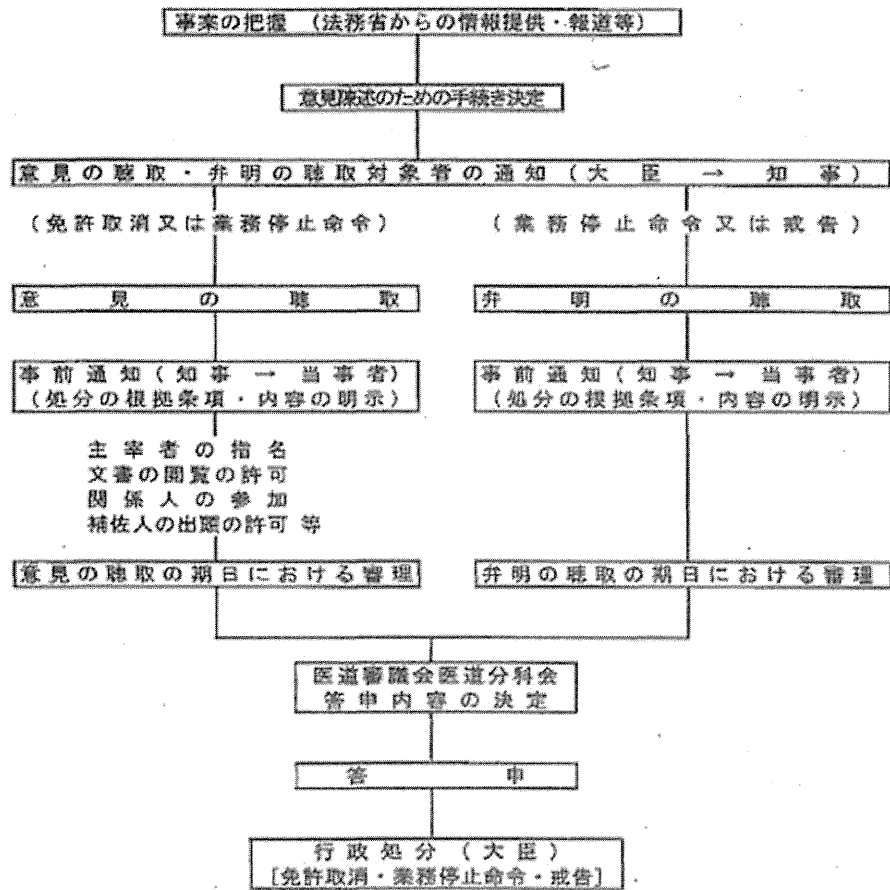 事案の把握 （法務省からの情報提供・報道等）
意見陳述のための手続き決定
意見の聴取・弁明の聴取対象者の通知（大臣 → 知事）
（免許取消又は業務停止命令）
（業務停止命令又は戒告）
意見の聴取
弁明の聴取
事前通知（知事 → 当事者）
（処分の根拠条項・内容の明示）
事前通知（知事 → 当事者）
（処分の根拠条項・内容の明示）
主宰者の指名
文書の閲覧の許可
関係人の参加
補佐人の出頭の許可 等
意見の聴取の期日における審理
弁明の聴取の期日における審理
医道審議会医道分科会
答申内容の決定
答申
行政処分（大臣）
[免許取消・業務停止命令・戒告]